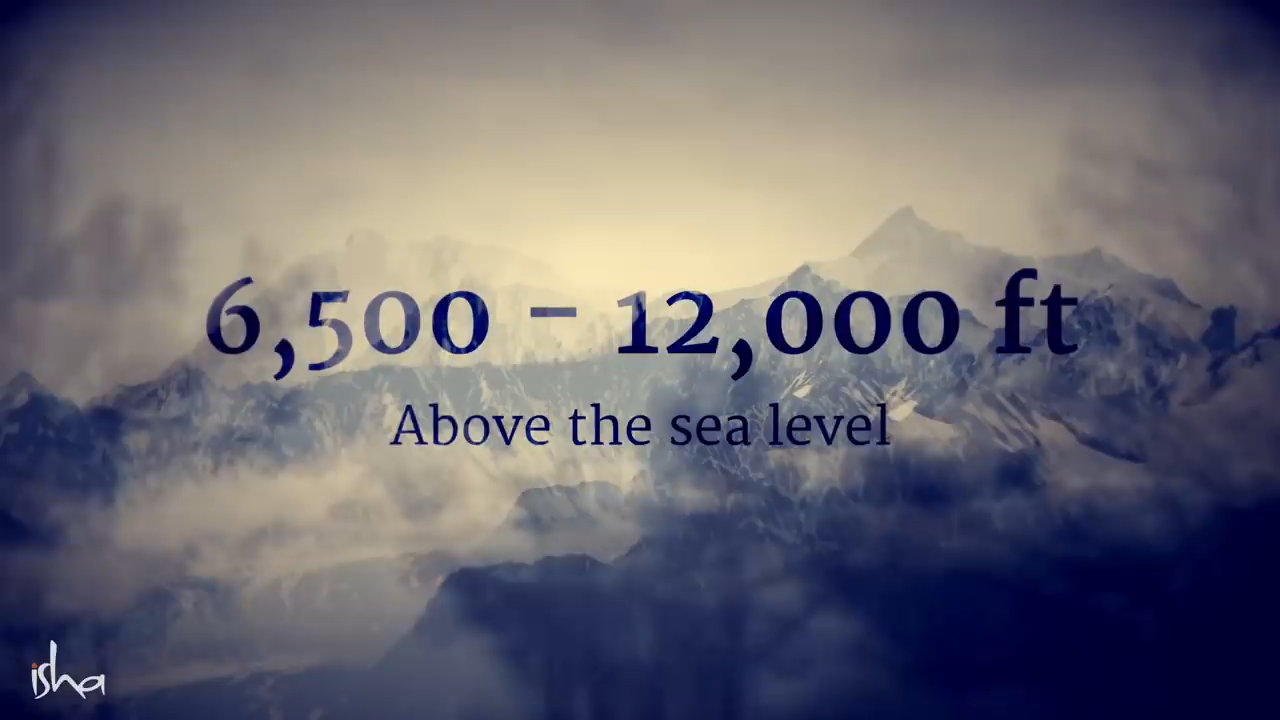 6,500 – 12,000 ft
Above the sea level
isha